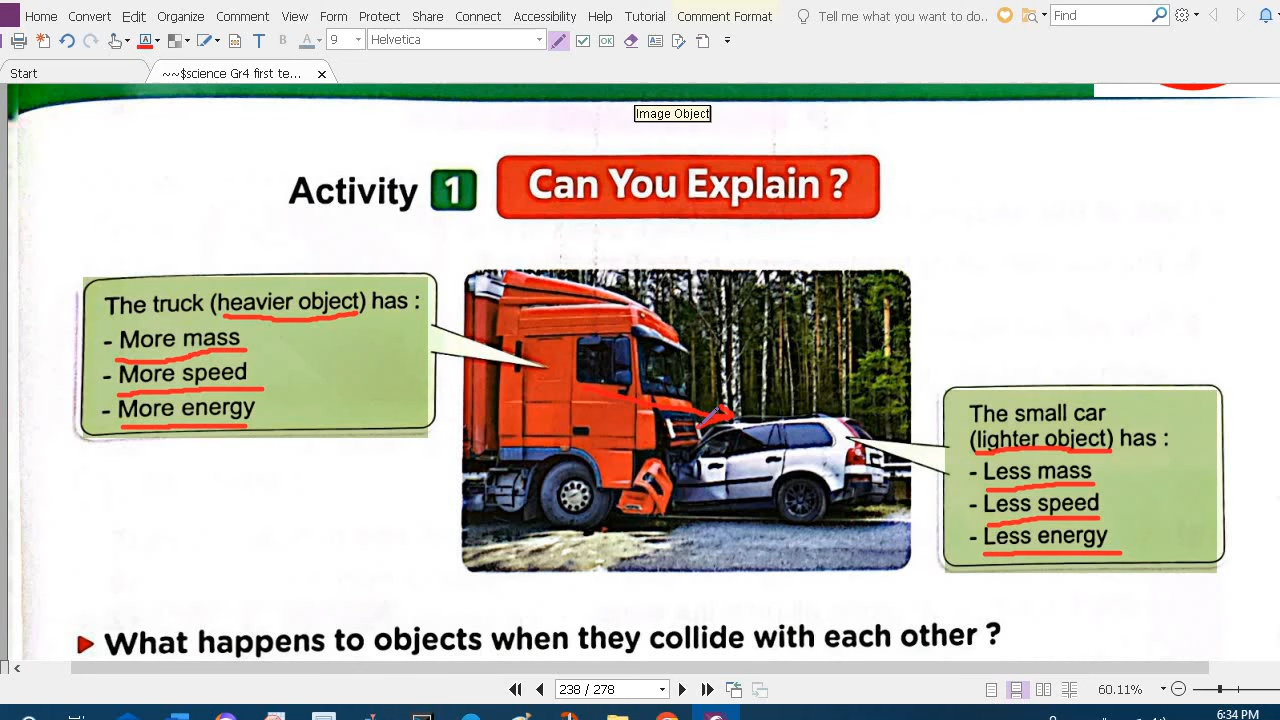 Home Convert Edit Organize Comment View Form Protect Share Connect Accessibility Help Tutorial Comment Format Tell me what you want to do.. Find
9 Helvetica OK
Start ~~$science Gr4 first te...
Image Object
Activity 1 Can You Explain ?
The truck (heavier object) has :
- More mass
- More speed
- More energy
The small car
(lighter object) has :
- Less mass
- Less speed
- Less energy
What happens to objects when they collide with each other ?
238 / 278 60.11%
6:34 PM